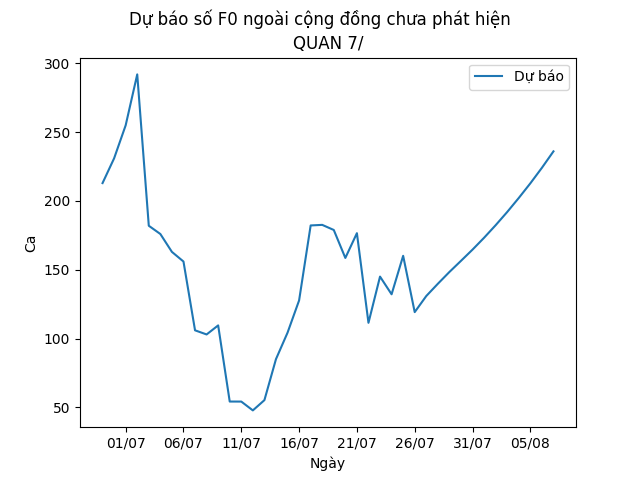 Dự báo số F0 ngoài cộng đồng chưa phát hiện
QUAN 7/
Dự báo
Ca
300
250
200
150
100
50
01/07 06/07 11/07 16/07 21/07 26/07 31/07 05/08
Ngày